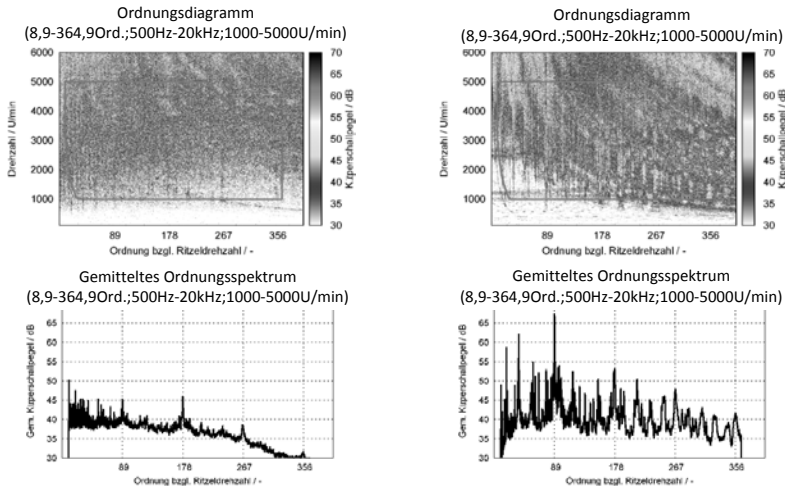 Ordnungsdiagramm
(8,9-364,9Ord.;500Hz-20kHz;1000-5000U/min)
6000
5000
4000
3000
2000
1000
Drehzahl / U/min
89 178 267 356
Ordnung bzgl. Ritzeldrehzahl / -
70
65
60
55
50
45
40
35
30
K.rperschallpegel / dB
Ordnungsdiagramm
(8,9-364,9Ord.;500Hz-20kHz;1000-5000U/min)
6000
5000
4000
3000
2000
1000
Drehzahl / U/min
89 178 267 356
Ordnung bzgl. Ritzeldrehzahl / -
70
65
60
55
50
45
40
35
30
K.rperschallpegel / dB
Gemitteltes Ordnungsspektrum
(8,9-364,9Ord.;500Hz-20kHz;1000-5000U/min)
65
60
55
50
45
40
35
30
Gem. K.rperschallpegel / dB
89 178 267 356
Ordnung bzgl. Ritzeldrehzahl / -
Gemitteltes Ordnungsspektrum
(8,9-364,9Ord.;500Hz-20kHz;1000-5000U/min)
65
60
55
50
45
40
35
30
Gem. K.rperschallpegel / dB
89 178 267 356
Ordnung bzgl. Ritzeldrehzahl / -